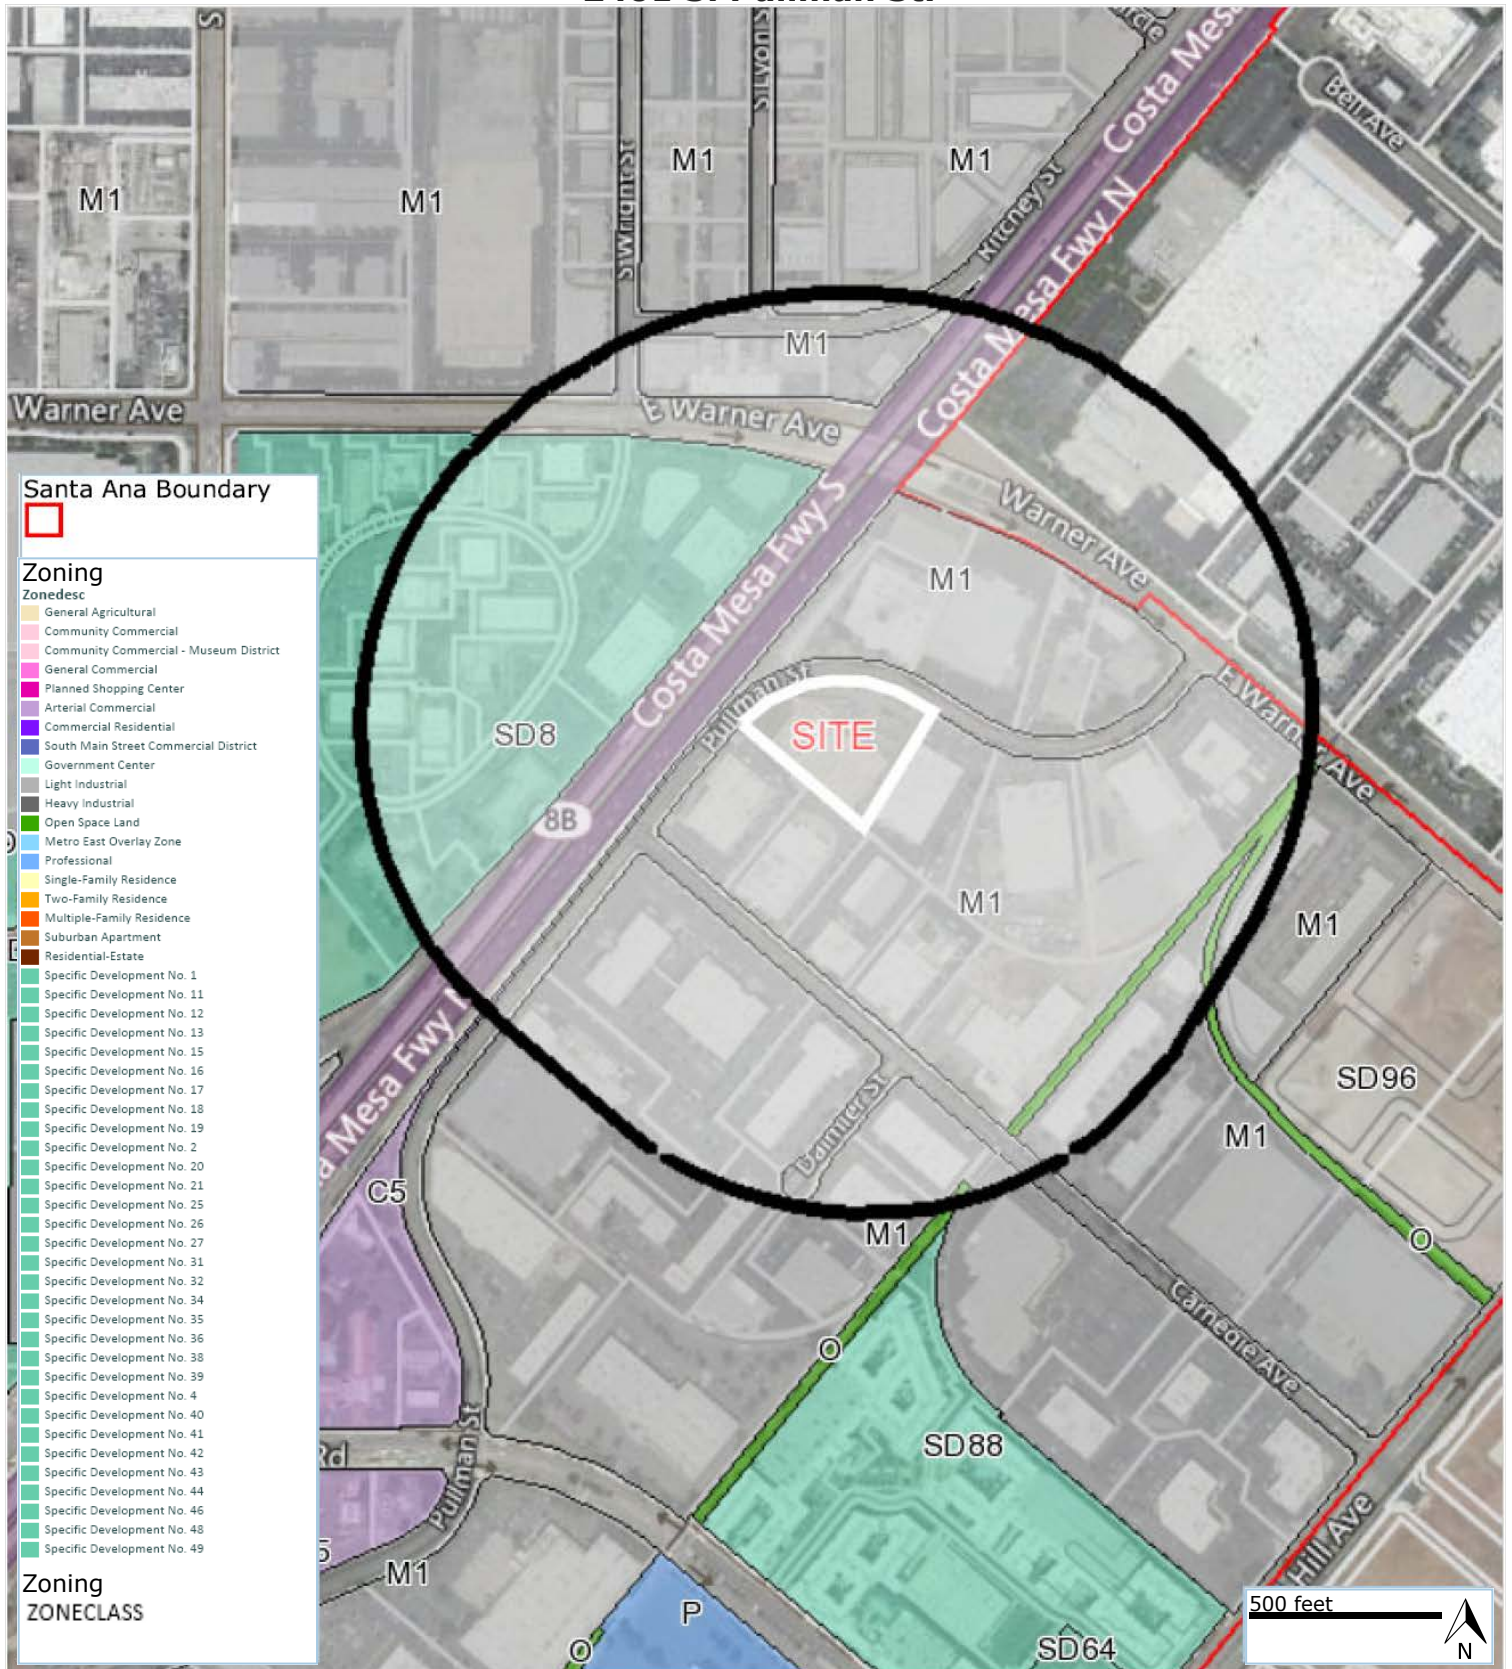 Costa Mesa
Bell Ave
S Lyon S
M1
M1
M1
M1
S Wright St
Kitcney St
Costa Mesa Fwy N
M1
Warner Ave
E Warner Ave
Warner Ave
Costa Mesa Fwy S
M1
Pullman St
SITE
E Warner Ave
SD8
8B
M1
M1
SD96
M1
Daimler St
a Mesa Fwy N
C5
M1
O
O
Carnegie Ave
SD88
Rd
Pullman St
Hill Ave
5
M1
P
O
SD64
Santa Ana Boundary
Zoning
Zonedesc
General Agricultural
Community Commercial
Community Commercial - Museum District
General Commercial
Planned Shopping Center
Arterial Commercial
Commercial Residential
South Main Street Commercial District
Government Center
Light Industrial
Heavy Industrial
Open Space Land
Metro East Overlay Zone
Professional
Single-Family Residence
Two-Family Residence
Multiple-Family Residence
Suburban Apartment
Residential-Estate
Specific Development No. 1
Specific Development No. 11
Specific Development No. 12
Specific Development No. 13
Specific Development No. 15
Specific Development No. 16
Specific Development No. 17
Specific Development No. 18
Specific Development No. 19
Specific Development No. 2
Specific Development No. 20
Specific Development No. 21
Specific Development No. 25
Specific Development No. 26
Specific Development No. 27
Specific Development No. 31
Specific Development No. 32
Specific Development No. 34
Specific Development No. 35
Specific Development No. 36
Specific Development No. 38
Specific Development No. 39
Specific Development No. 4
Specific Development No. 40
Specific Development No. 41
Specific Development No. 42
Specific Development No. 43
Specific Development No. 44
Specific Development No. 46
Specific Development No. 48
Specific Development No. 49
Zoning
ZONECLASS
500 feet
N